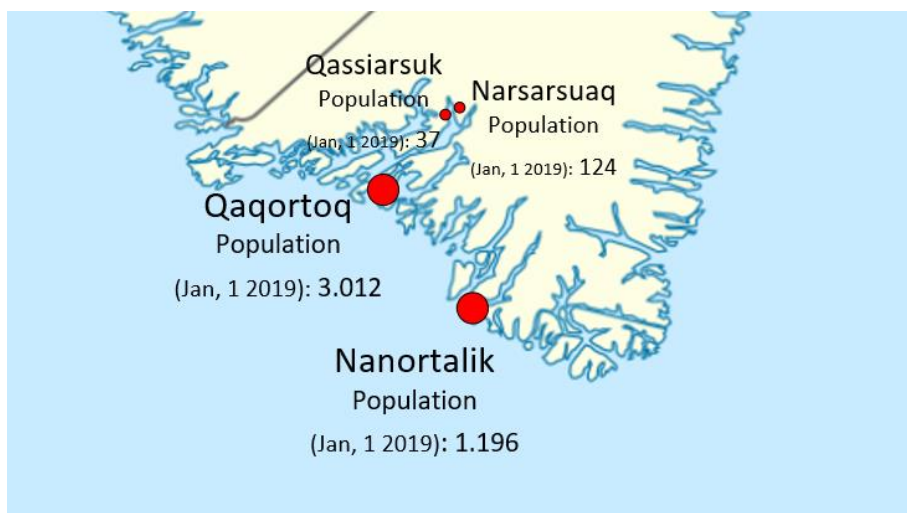 Qassiarsuk
Population
(Jan, 1 2019): 37
Narsarsuaq
Population
(Jan, 1 2019): 124
Qaqortoq
Population
(Jan, 1 2019): 3.012
Nanortalik
Population
(Jan, 1 2019): 1.196